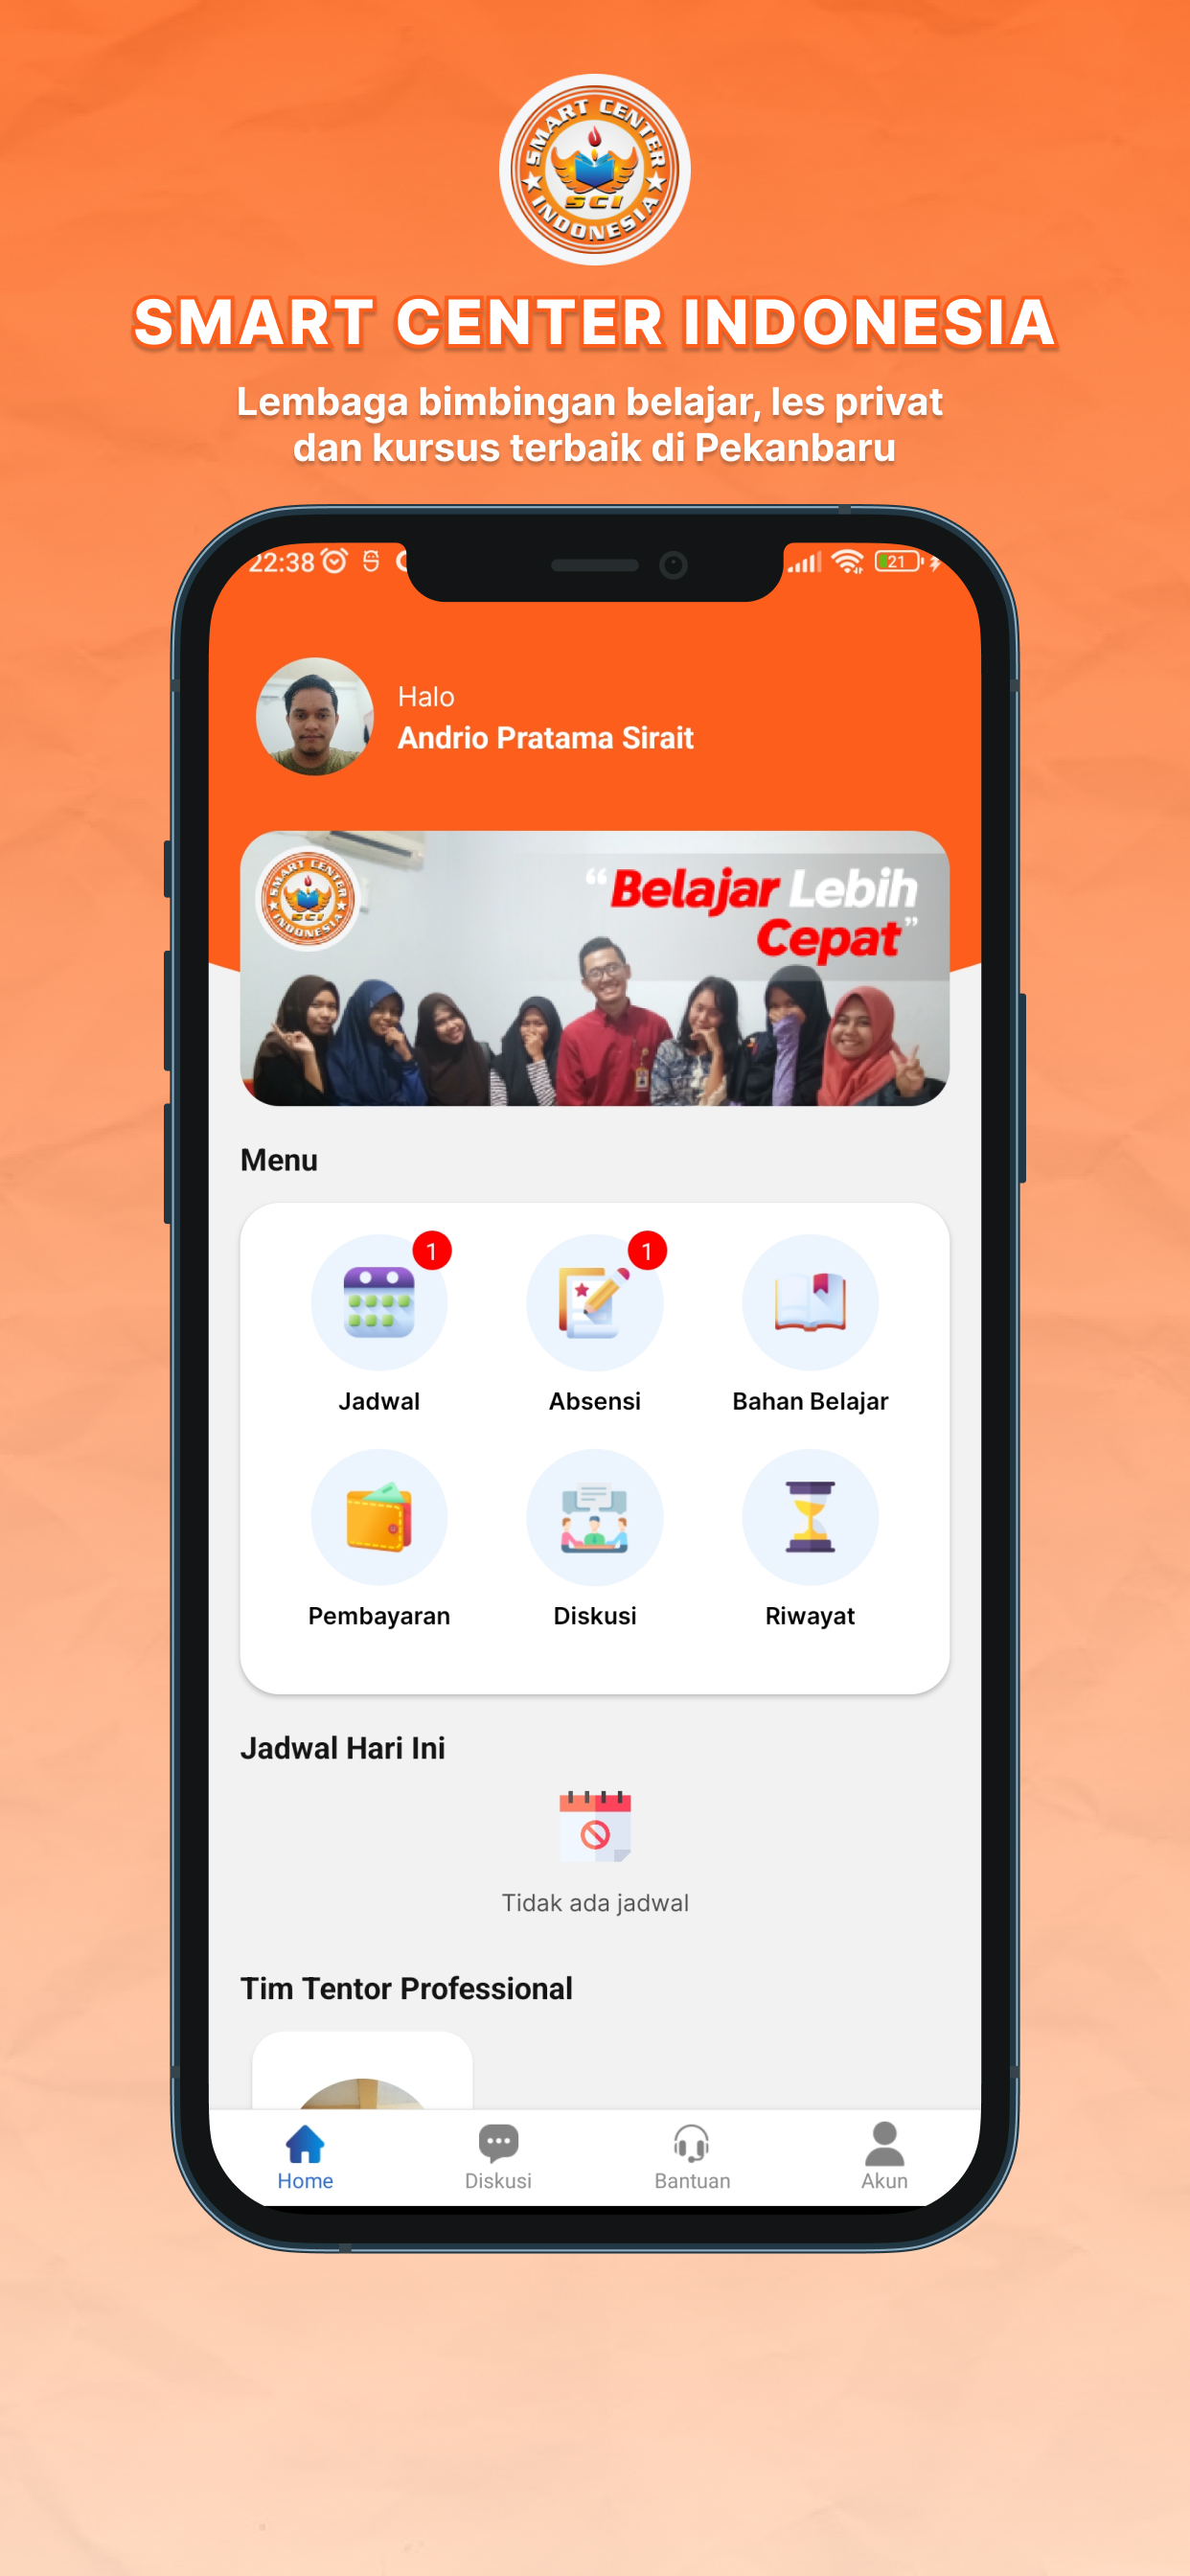 SMART CENTER
INDONESIA
SCI
SMART CENTER INDONESIA
Lembaga bimbingan belajar, les privat
dan kursus terbaik di Pekanbaru
22:38
21
Halo
Andrio Pratama Sirait
SMART CENTER
INDONESIA
SCI
“Belajar Lebih
Cepat”
Menu
1
1
Jadwal
Absensi
Bahan Belajar
Pembayaran
Diskusi
Riwayat
Jadwal Hari Ini
Tidak ada jadwal
Tim Tentor Professional
Home
Diskusi
Bantuan
Akun